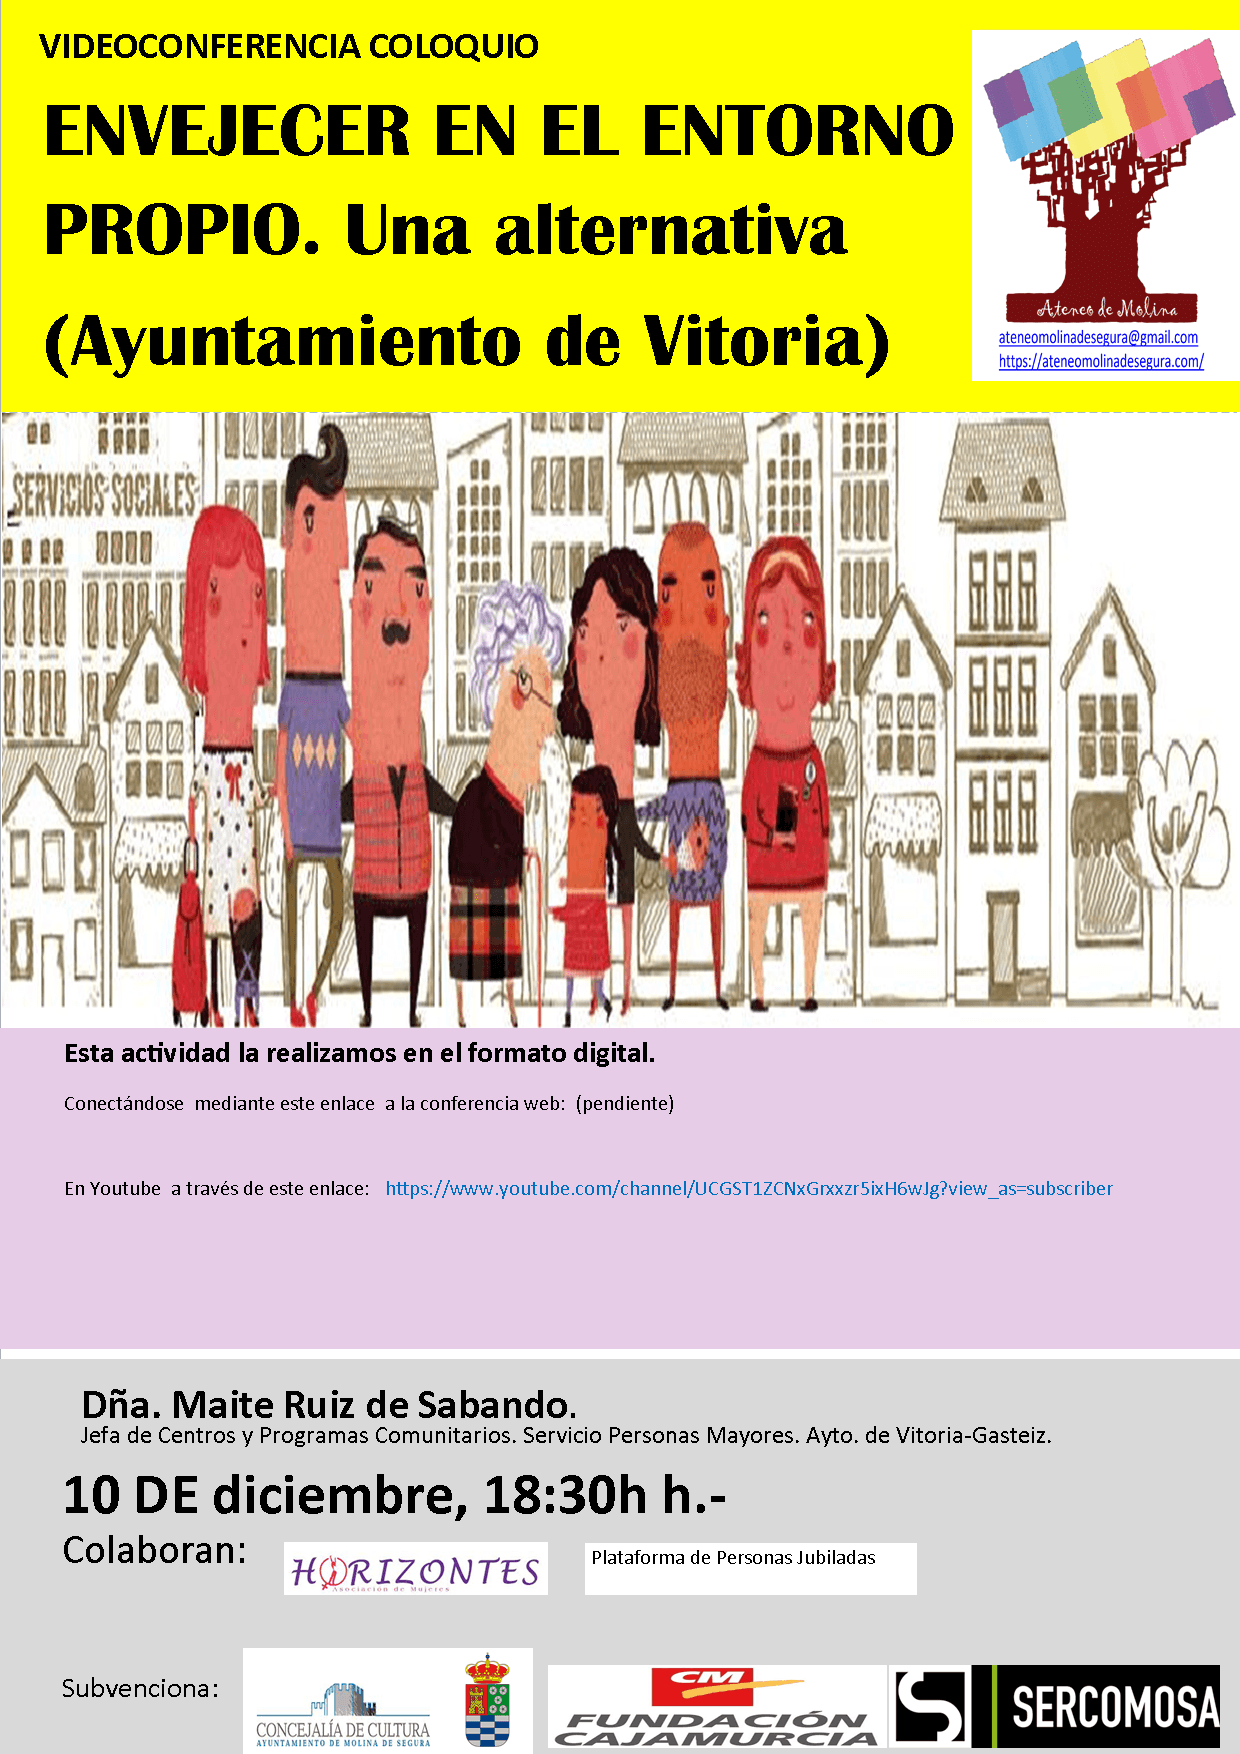 VIDEOCONFERENCIA COLOQUIO
ENVEJECER EN EL ENTORNO
PROPIO. Una alternativa
(Ayuntamiento de Vitoria)
Ateneo de Molina
ateneomolinadesegura@gmail.com
https://ateneomolinadesegura.com/
SERVICIOS SOCIALES
Esta actividad la realizamos en el formato digital.
Conectándose mediante este enlace a la conferencia web: (pendiente)
En Youtube a través de este enlace: https://www.youtube.com/channel/UCGST1ZCNxGrxxzr5ixH6wJg?view_as=subscriber
Dña. Maite Ruiz de Sabando.
Jefa de Centros y Programas Comunitarios. Servicio Personas Mayores. Ayto. de Vitoria-Gasteiz.
10 DE diciembre, 18:30h h.-
Colaboran:
HORIZONTES
Asociación de Mujeres
Plataforma de Personas Jubiladas
Subvenciona:
CONCEJALÍA DE CULTURA
AYUNTAMIENTO DE MOLINA DE SEGURA
CM
FUNDACIÓN
CAJAMURCIA
S
SERCOMOSA